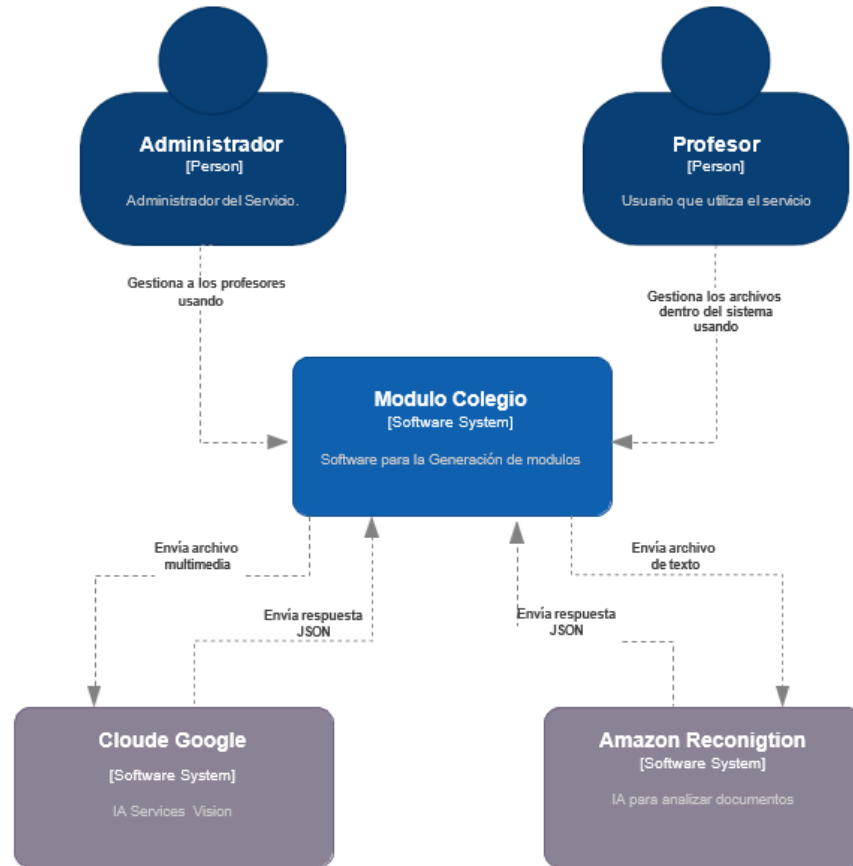 Administrador
[Person]
Administrador del Servicio.
Profesor
[Person]
Usuario que utiliza el servicio
Gestiona a los profesores
usando
Gestiona los archivos
dentro del sistema
usando
Modulo Colegio
[Software System]
Software para la Generación de modulos
Envía archivo
multimedia
Envía respuesta
JSON
Envía respuesta
JSON
Envía archivo
de texto
Cloude Google
[Software System]
IA Services Vision
Amazon Reconigtion
[Software System]
IA para analizar documentos